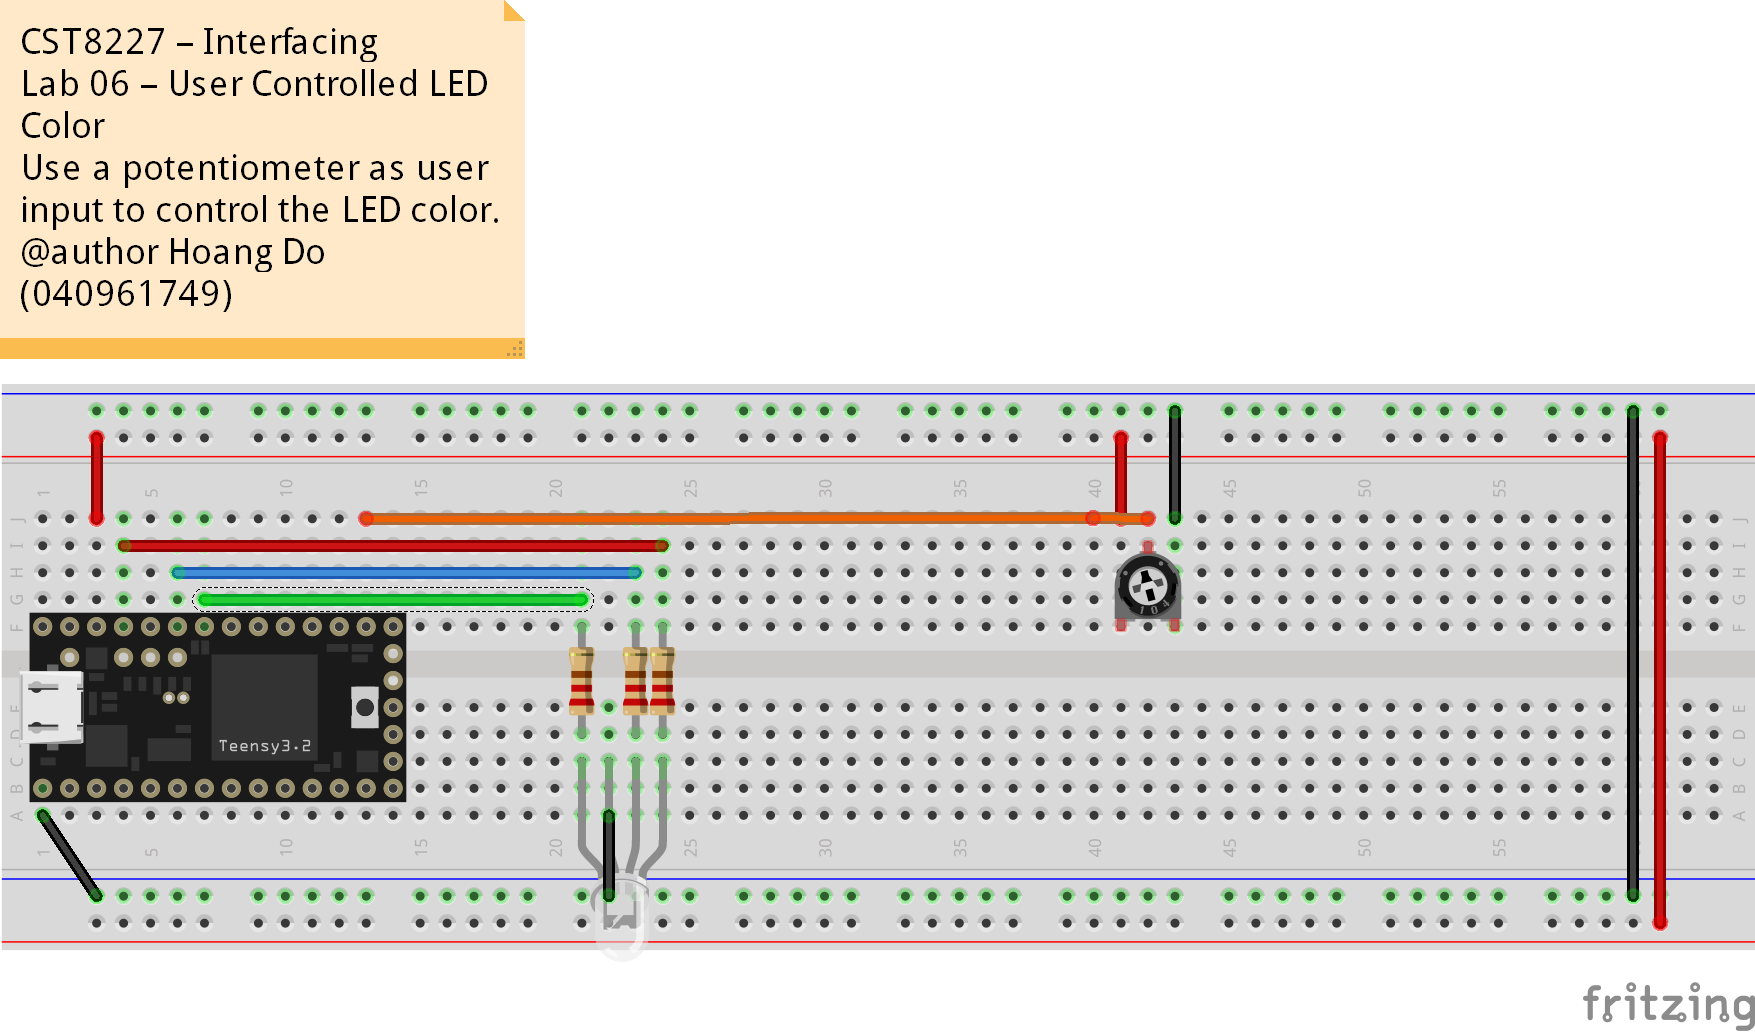 CST8227 – Interfacing
Lab 06 – User Controlled LED
Color
Use a potentiometer as user
input to control the LED color.
@author Hoang Do
(040961749)
1 5 10 15 20 25 30 35 40 45 50 55
J J
I I
H H
G G
F F
104
E E
D D
Teensy3.2
C C
B B
A A
1 5 10 15 20 25 30 35 40 45 50 55
fritzing